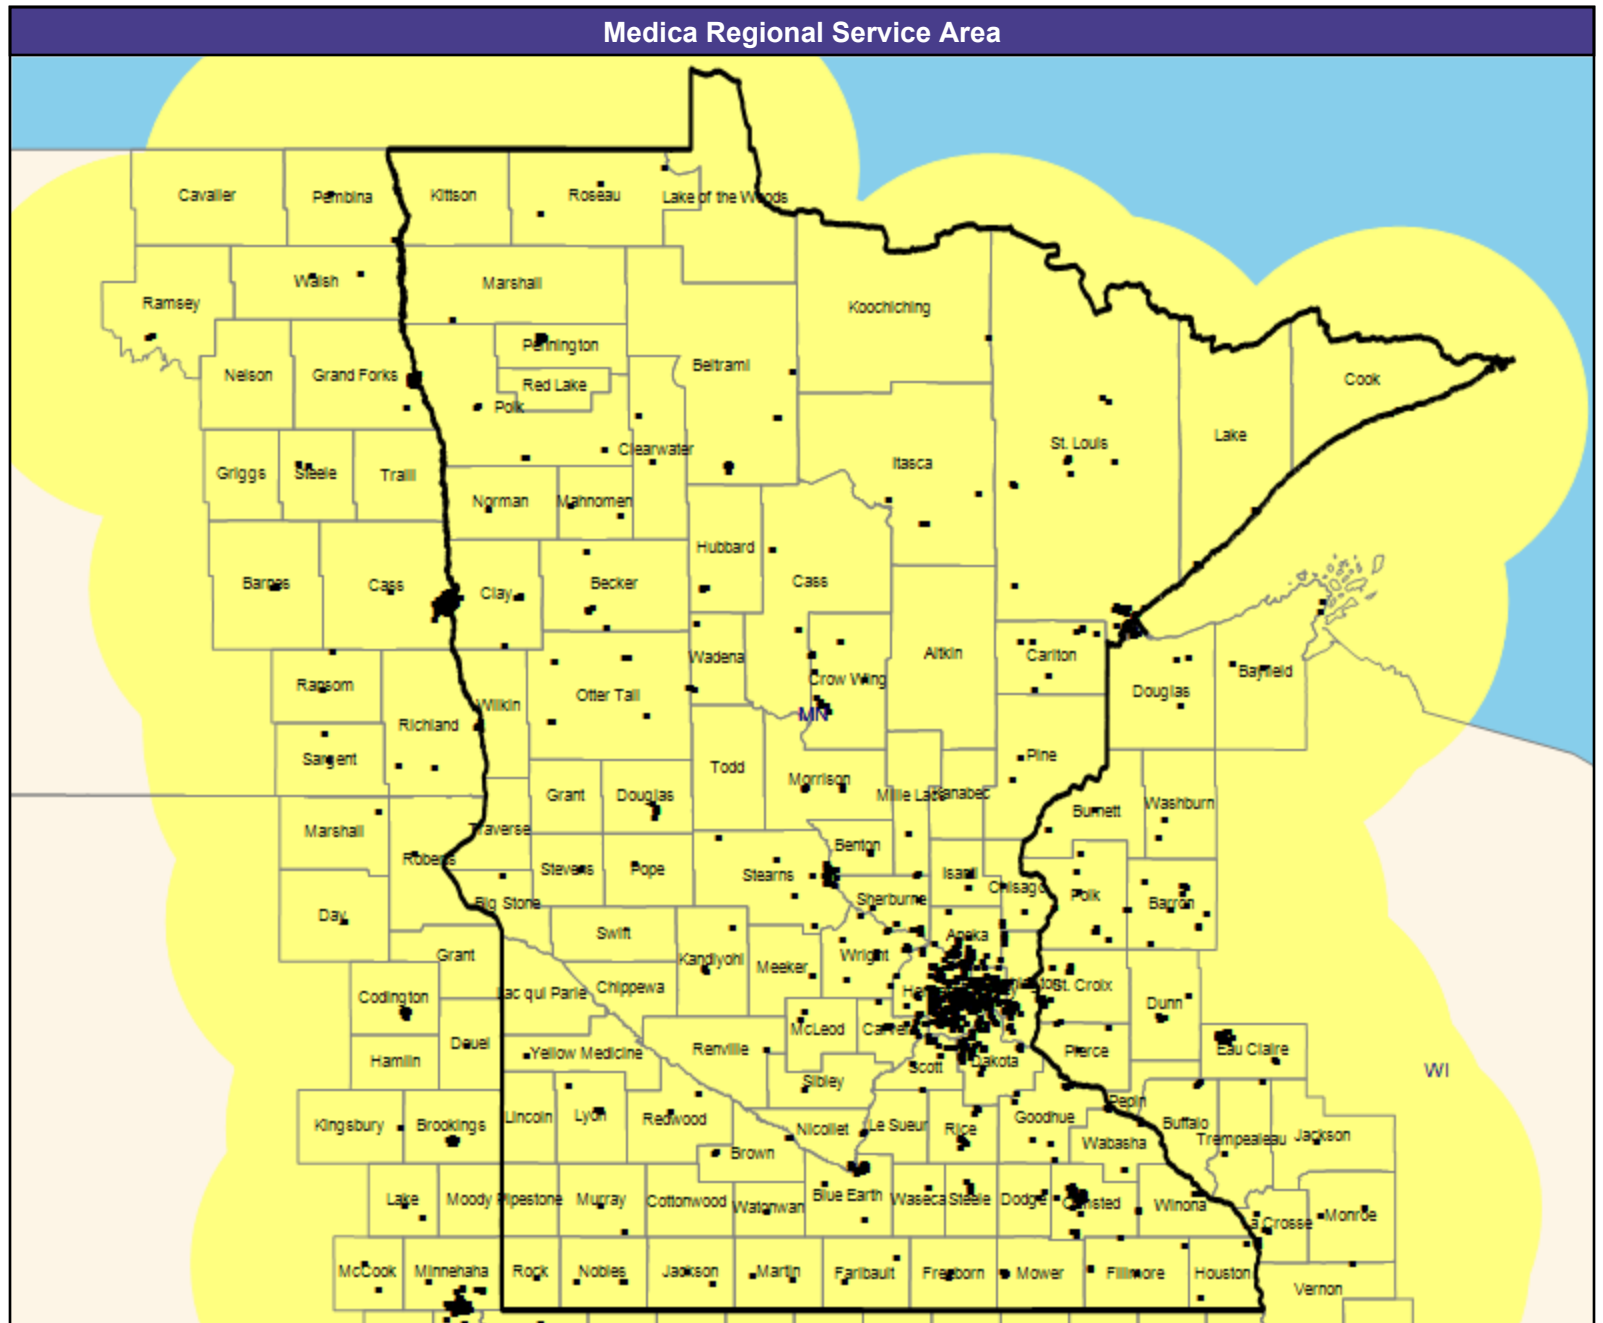 Medica Regional Service Area
Cavalier
Pembina
Kittson
Roseau
Lake of the Woods
Ramsey
Walsh
Marshall
Koochiching
Nelson
Grand Forks
Pennington
Red Lake
Polk
Beltrami
Cook
Griggs
Steele
Traill
Clearwater
Itasca
St. Louis
Lake
Norman
Mahnomen
Hubbard
Barnes
Cass
Clay
Becker
Cass
Ransom
Richland
Wilkin
Otter Tail
Wadena
Crow Wing
Aitkin
Carlton
Douglas
Bayfield
MN
Sargent
Todd
Morrison
Pine
Grant
Douglas
Mille Lacs
Kanabec
Burnett
Washburn
Marshall
Roberts
Traverse
Stevens
Pope
Stearns
Benton
Isanti
Chisago
Polk
Barron
Day
Big Stone
Sherburne
Grant
Swift
Kandiyohi
Meeker
Wright
Anoka
Codington
Lac qui Parle
Chippewa
St. Croix
Dunn
Hamlin
Deuel
Yellow Medicine
Renville
McLeod
Carver
Scott
Dakota
Pierce
Eau Claire
WI
Sibley
Kingsbury
Brookings
Lincoln
Lyon
Redwood
Brown
Nicollet
Le Sueur
Rice
Goodhue
Wabasha
Pepin
Buffalo
Trempealeau
Jackson
Lake
Moody
Pipestone
Murray
Cottonwood
Watonwan
Blue Earth
Waseca
Steele
Dodge
Olmsted
Winona
La Crosse
Monroe
McCook
Minnehaha
Rock
Nobles
Jackson
Martin
Faribault
Freeborn
Mower
Fillmore
Houston
Vernon